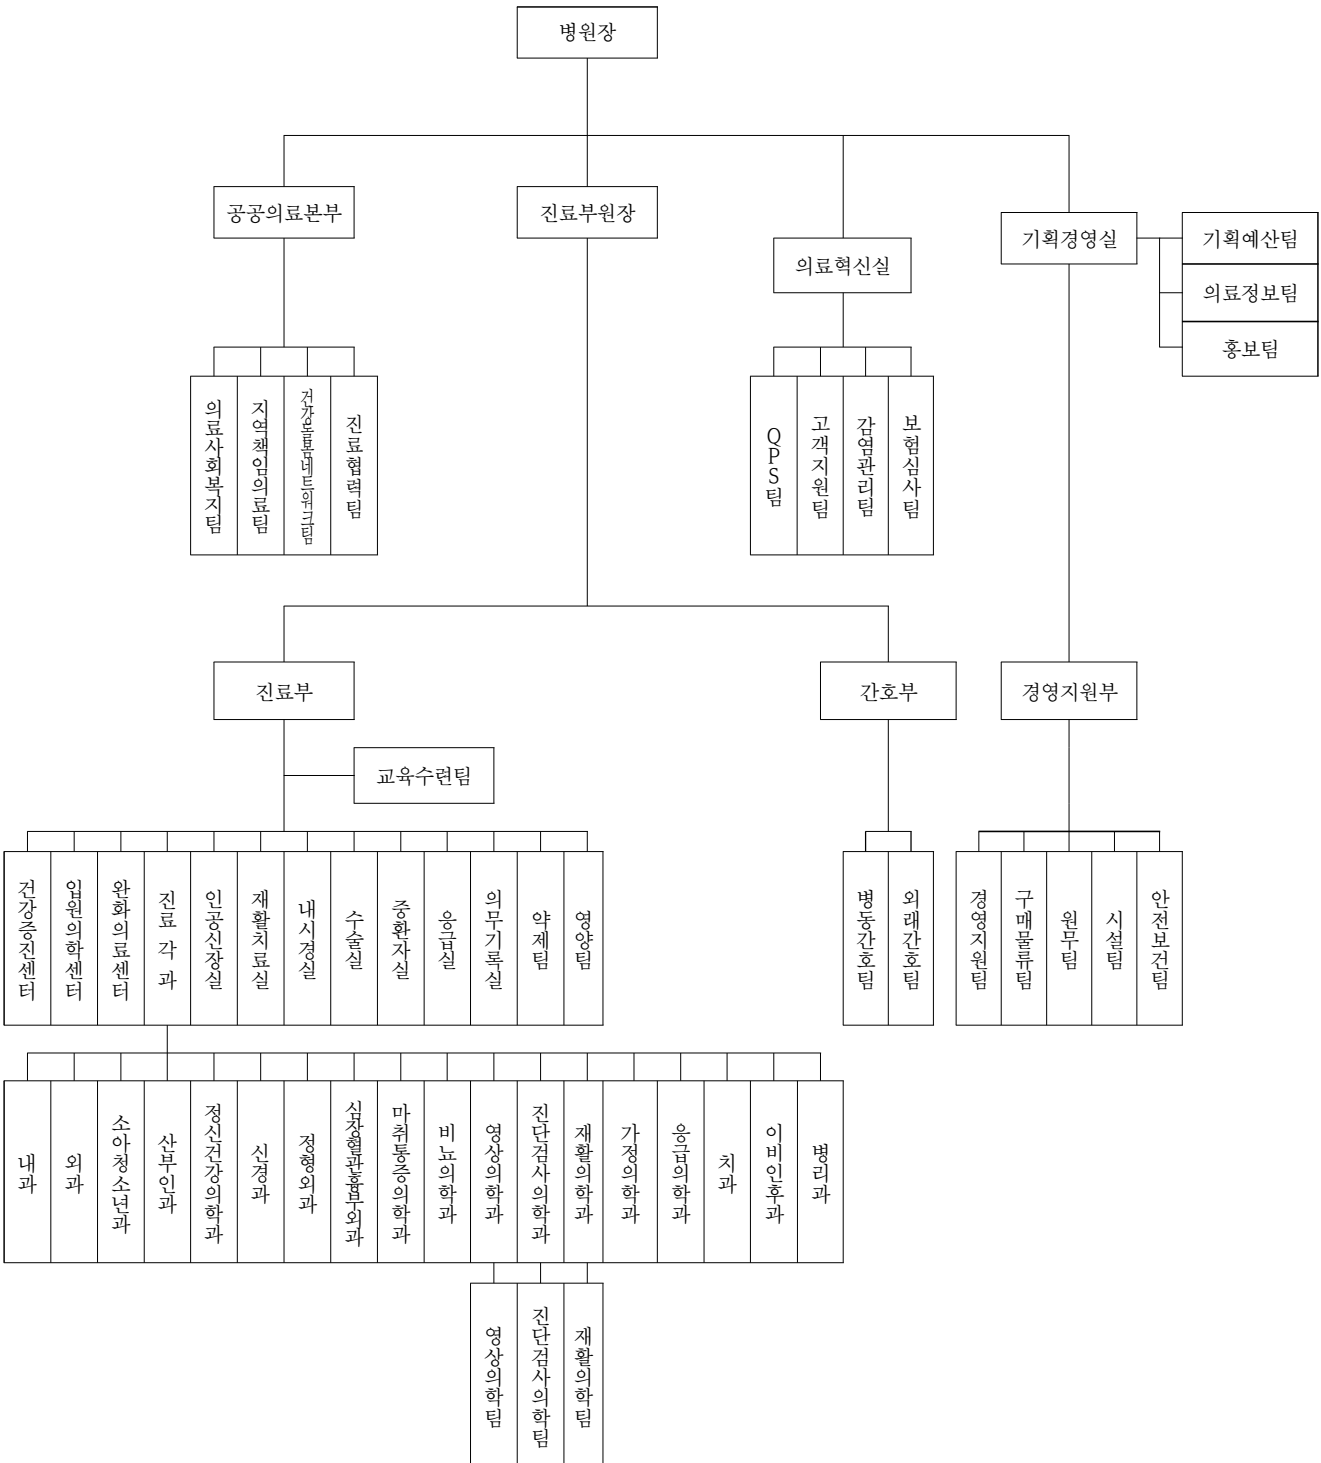 병원장
공공의료본부
진료부원장
의료혁신실
기획경영실
기획예산팀
의료정보팀
홍보팀
의료사회복지팀
지역책임의료팀
건강돌봄네트워크팀
진료협력팀
QPS팀
고객지원팀
감염관리팀
보험심사팀
진료부
간호부
경영지원부
교육수련팀
건강증진센터
입원의학센터
완화의료센터
진료 각 과
인공신장실
재활치료실
내시경실
수술실
중환자실
응급실
의무기록실
약제팀
영양팀
병동간호팀
외래간호팀
경영지원팀
구매물류팀
원무팀
시설팀
안전보건팀
내과
외과
소아청소년과
산부인과
정신건강의학과
신경과
정형외과
심장혈관흉부외과
마취통증의학과
비뇨의학과
영상의학과
진단검사의학과
재활의학과
가정의학과
응급의학과
치과
이비인후과
병리과
영상의학팀
진단검사의학팀
재활의학팀